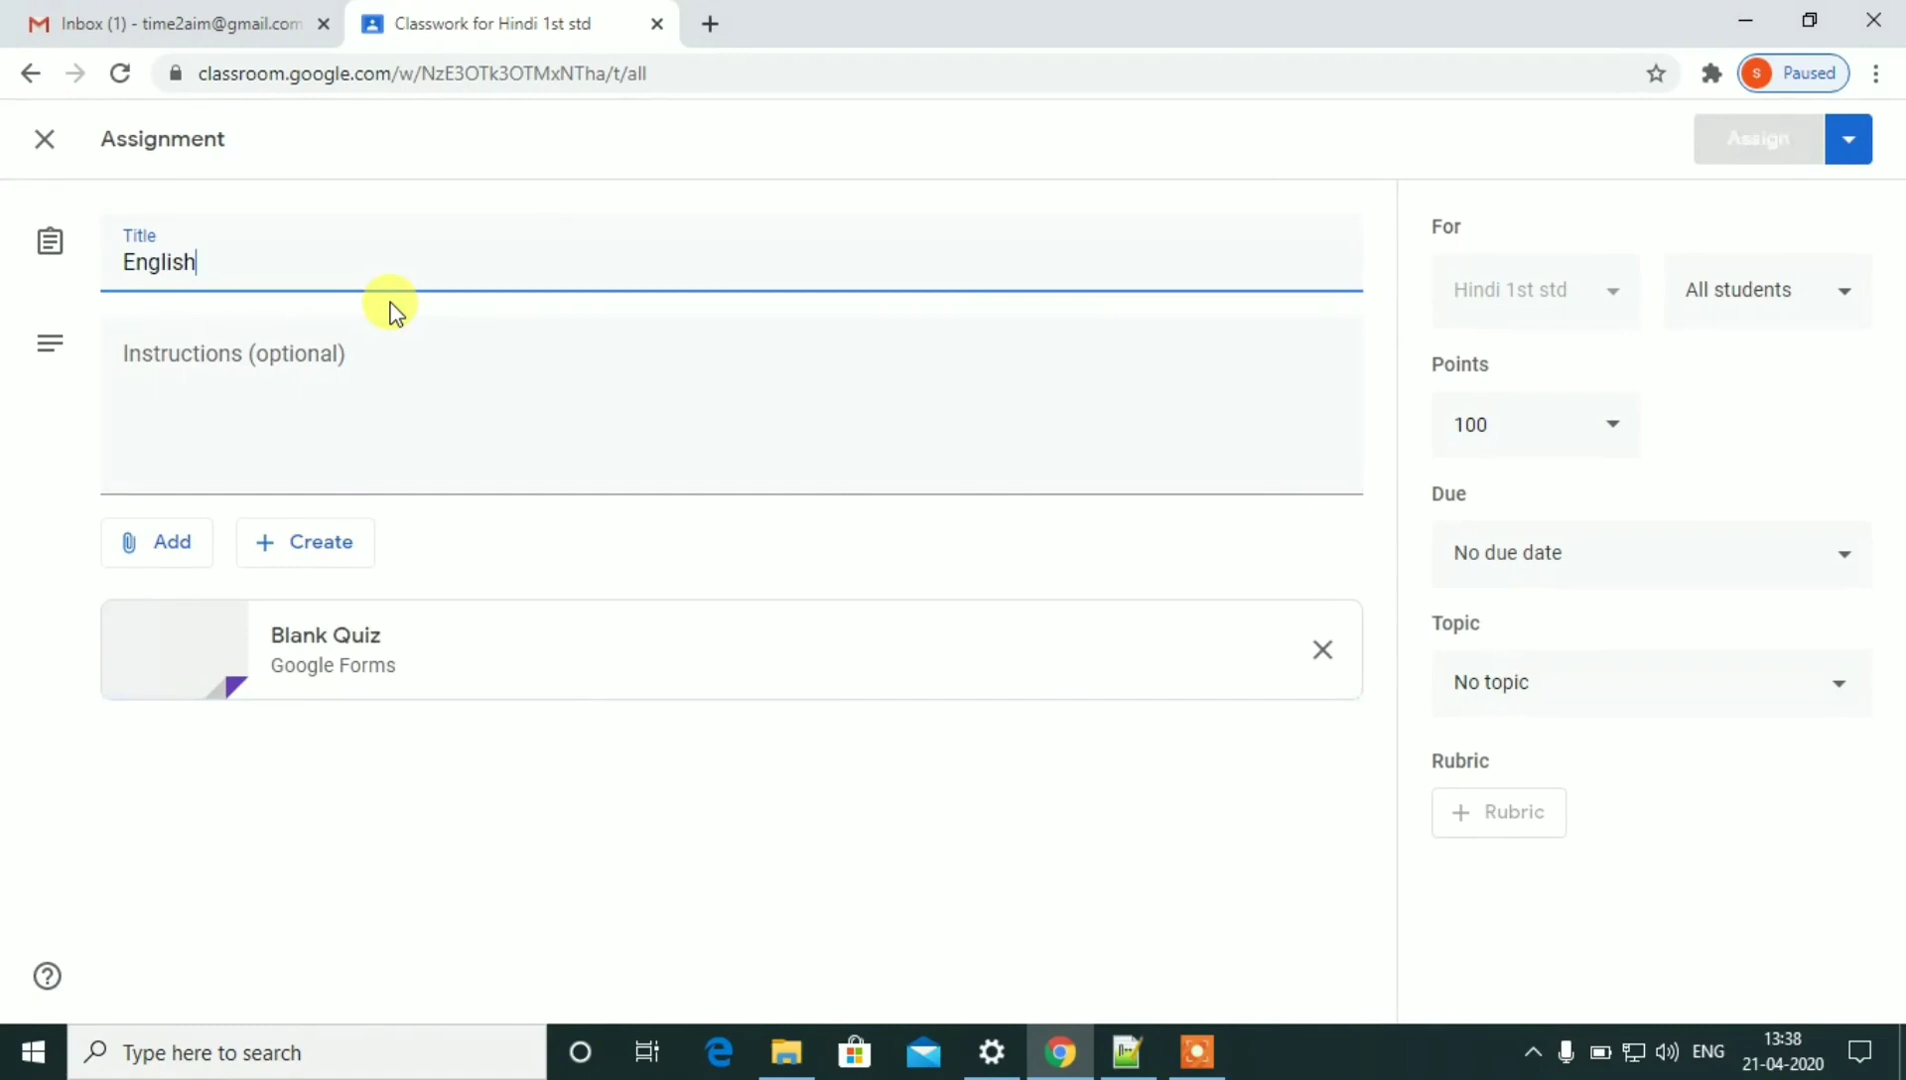 Inbox (1) - time2aim@gmail.com
Classwork for Hindi 1st std
classroom.google.com/w/NzE3OTk3OTMxNTha/t/all
S
Paused
Assignment
Assign
Title
English
Instructions (optional)
Add
Create
Blank Quiz
Google Forms
For
Hindi 1st std
All students
Points
100
Due
No due date
Topic
No topic
Rubric
Rubric
Type here to search
ENG
13:38
21-04-2020